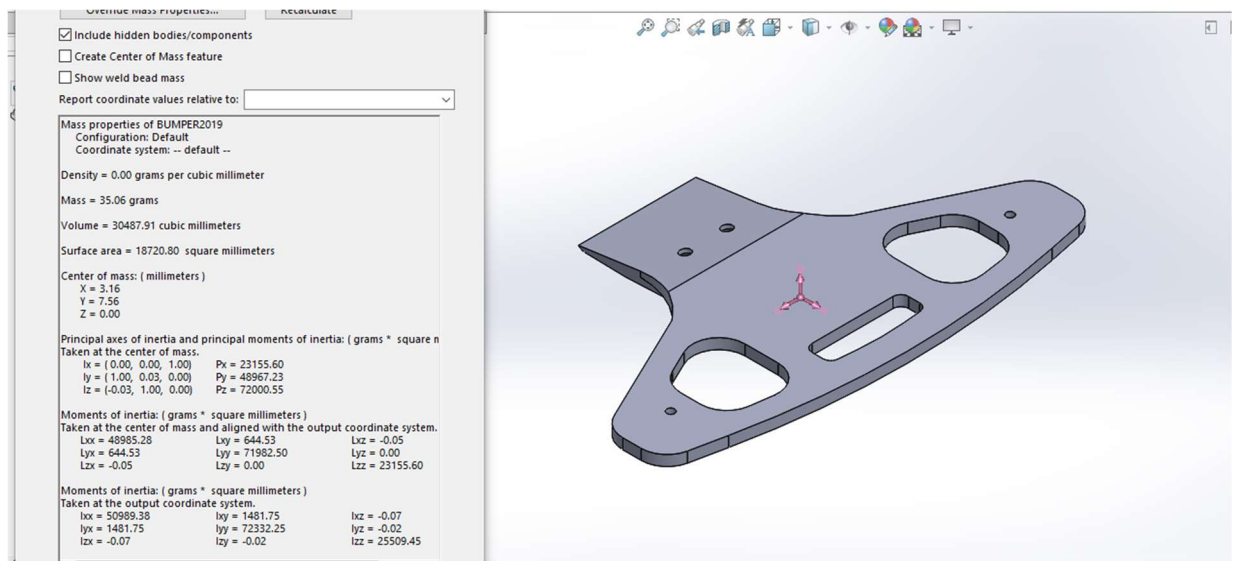 Override Mass Properties...
Recalculate
Include hidden bodies/components
Create Center of Mass feature
Show weld bead mass
Report coordinate values relative to:
Mass properties of BUMPER2019
Configuration: Default
Coordinate system: -- default --
Density = 0.00 grams per cubic millimeter
Mass = 35.06 grams
Volume = 30487.91 cubic millimeters
Surface area = 18720.80 square millimeters
Center of mass: ( millimeters )
X = 3.16
Y = 7.56
Z = 0.00
Principal axes of inertia and principal moments of inertia: ( grams * square m
Taken at the center of mass.
Ix = ( 0.00, 0.00, 1.00) Px = 23155.60
Iy = ( 1.00, 0.03, 0.00) Py = 48967.23
Iz = (-0.03, 1.00, 0.00) Pz = 72000.55
Moments of inertia: ( grams * square millimeters )
Taken at the center of mass and aligned with the output coordinate system.
Lxx = 48985.28 Lxy = 644.53 Lxz = -0.05
Lyx = 644.53 Lyy = 71982.50 Lyz = 0.00
Lzx = -0.05 Lzy = 0.00 Lzz = 23155.60
Moments of inertia: ( grams * square millimeters )
Taken at the output coordinate system.
Ixx = 50989.38 Ixy = 1481.75 Ixz = -0.07
Iyx = 1481.75 Iyy = 72332.25 Iyz = -0.02
Izx = -0.07 Izy = -0.02 Izz = 25509.45